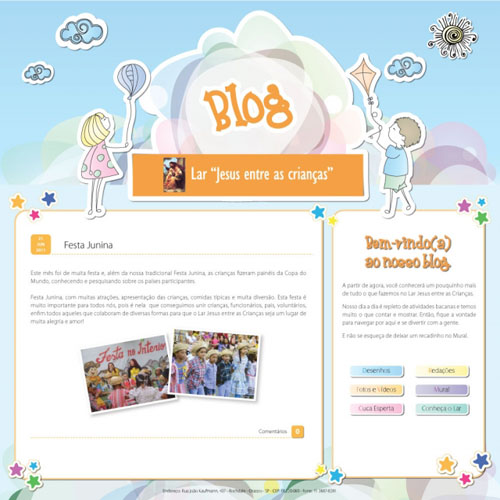 Blog
Lar "Jesus entre as crianças"
Festa Junina
Este mês foi de muita festa e, além da nossa tradicional Festa Junina, as crianças fizeram painéis da Copa do
Mundo, conhecendo e pesquisando sobre os países participantes.
Festa Junina, com muitas atrações, apresentação das crianças, comidas típicas e muita diversão. Esta festa é
muito importante para todos nós, pois é nela que conseguimos unir crianças, funcionários, pais, voluntários,
enfim todos aqueles que colaboram de diversas formas para que o Lar Jesus Entre as Crianças seja um lugar de
muita alegria e amor!
Festa no Interior
Comentários 0
Bem-vindo(a)
ao nosso blog
A partir de agora, você conhecerá um pouquinho mais
de tudo o que fazemos no Lar Jesus entre as Crianças.
Nosso dia a dia é repleto de atividades bacanas e temos
muito o que contar e mostrar. Então, fique a vontade
para navegar por aqui e se divertir com a gente.
E não se esqueça de deixar um recadinho no Mural.
Desenhos Redações
Fotos e Vídeos Mural
Cuca Esperta Conheça o Lar